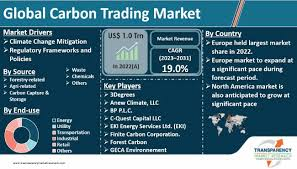 Global Carbon Trading Market
Market Drivers
Climate Change Mitigation
Regulatory Frameworks and
Policies
By Source
Forestry-related
Agri-related
Carbon Capture &
Storage
Waste
Chemicals
Others
By End-use
Energy
Utility
Transportation
Industrial
Retail
Others
US$ 1.0 Trn
In 2022(A)
Market Revenue
CAGR
(2023–2031)
19.0%
Key Players
3Degrees
Anew Climate, LLC
BP P.L.C.
C-Quest Capital LLC
EKI Energy Services Ltd. (EKI)
Finite Carbon Corporation.
Forest Carbon
GECA Environnement
By Country
Europe held largest market
share in 2022.
Europe market to expand at
a significant pace during
forecast period.
North America market is
also anticipated to grow at
significant pace
TRANSPARENCY
MARKET RESEARCH